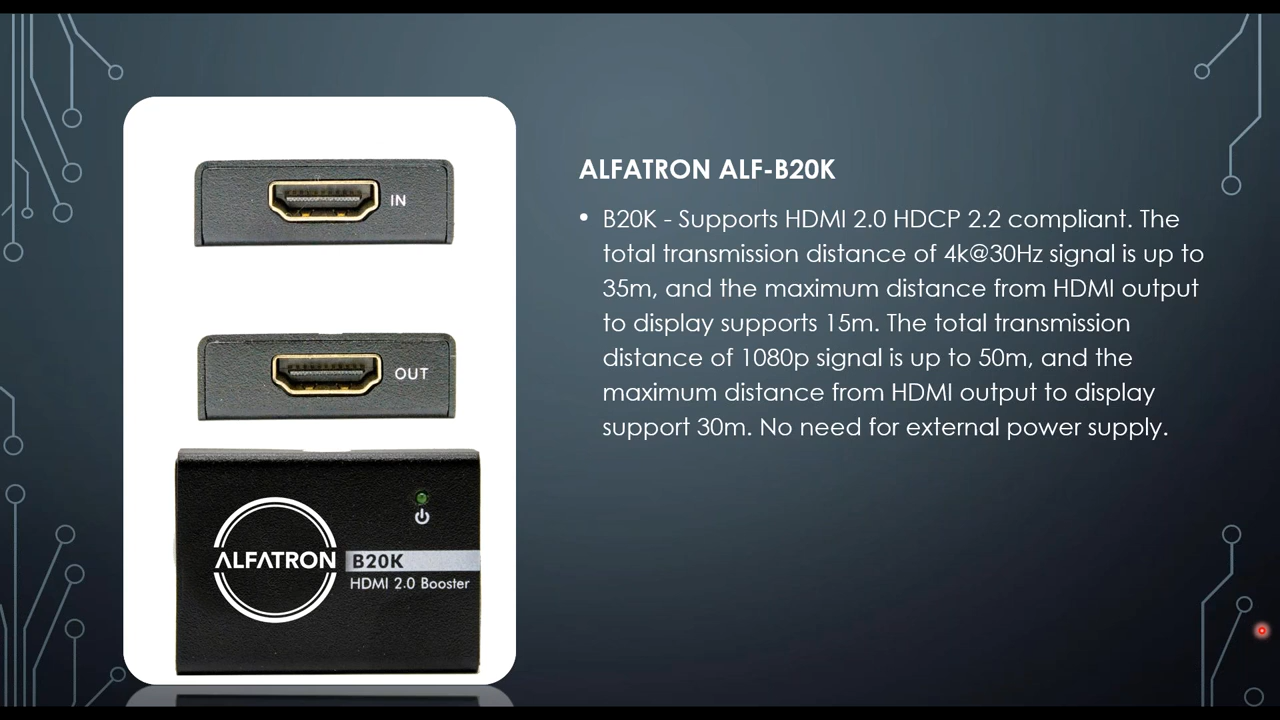 IN
OUT
ALFATRON
B20K
HDMI 2.0 Booster
ALFATRON ALF-B20K
• B20K - Supports HDMI 2.0 HDCP 2.2 compliant. The
total transmission distance of 4k@30Hz signal is up to
35m, and the maximum distance from HDMI output
to display supports 15m. The total transmission
distance of 1080p signal is up to 50m, and the
maximum distance from HDMI output to display
support 30m. No need for external power supply.